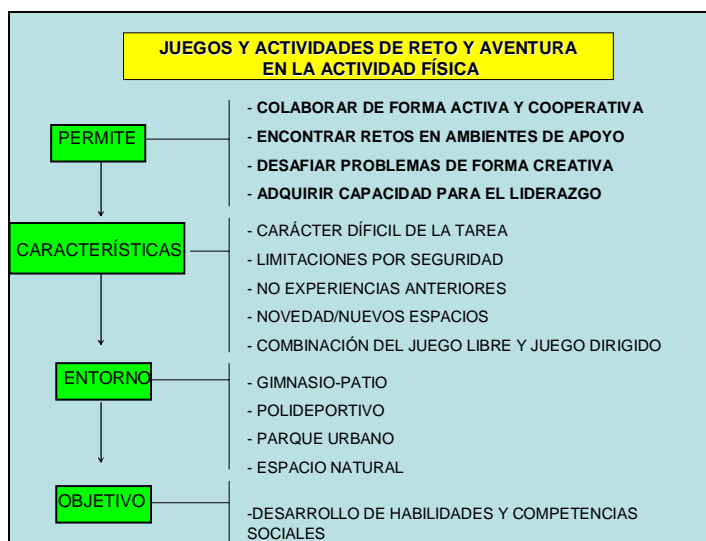 JUEGOS Y ACTIVIDADES DE RETO Y AVENTURA
EN LA ACTIVIDAD FÍSICA
PERMITE
- COLABORAR DE FORMA ACTIVA Y COOPERATIVA
- ENCONTRAR RETOS EN AMBIENTES DE APOYO
- DESAFIAR PROBLEMAS DE FORMA CREATIVA
- ADQUIRIR CAPACIDAD PARA EL LIDERAZGO
CARACTERÍSTICAS
- CARÁCTER DÍFICIL DE LA TAREA
- LIMITACIONES POR SEGURIDAD
- NO EXPERIENCIAS ANTERIORES
- NOVEDAD/NUEVOS ESPACIOS
- COMBINACIÓN DEL JUEGO LIBRE Y JUEGO DIRIGIDO
ENTORNO
- GIMNASIO-PATIO
- POLIDEPORTIVO
- PARQUE URBANO
- ESPACIO NATURAL
OBJETIVO
-DESARROLLO DE HABILIDADES Y COMPETENCIAS
SOCIALES